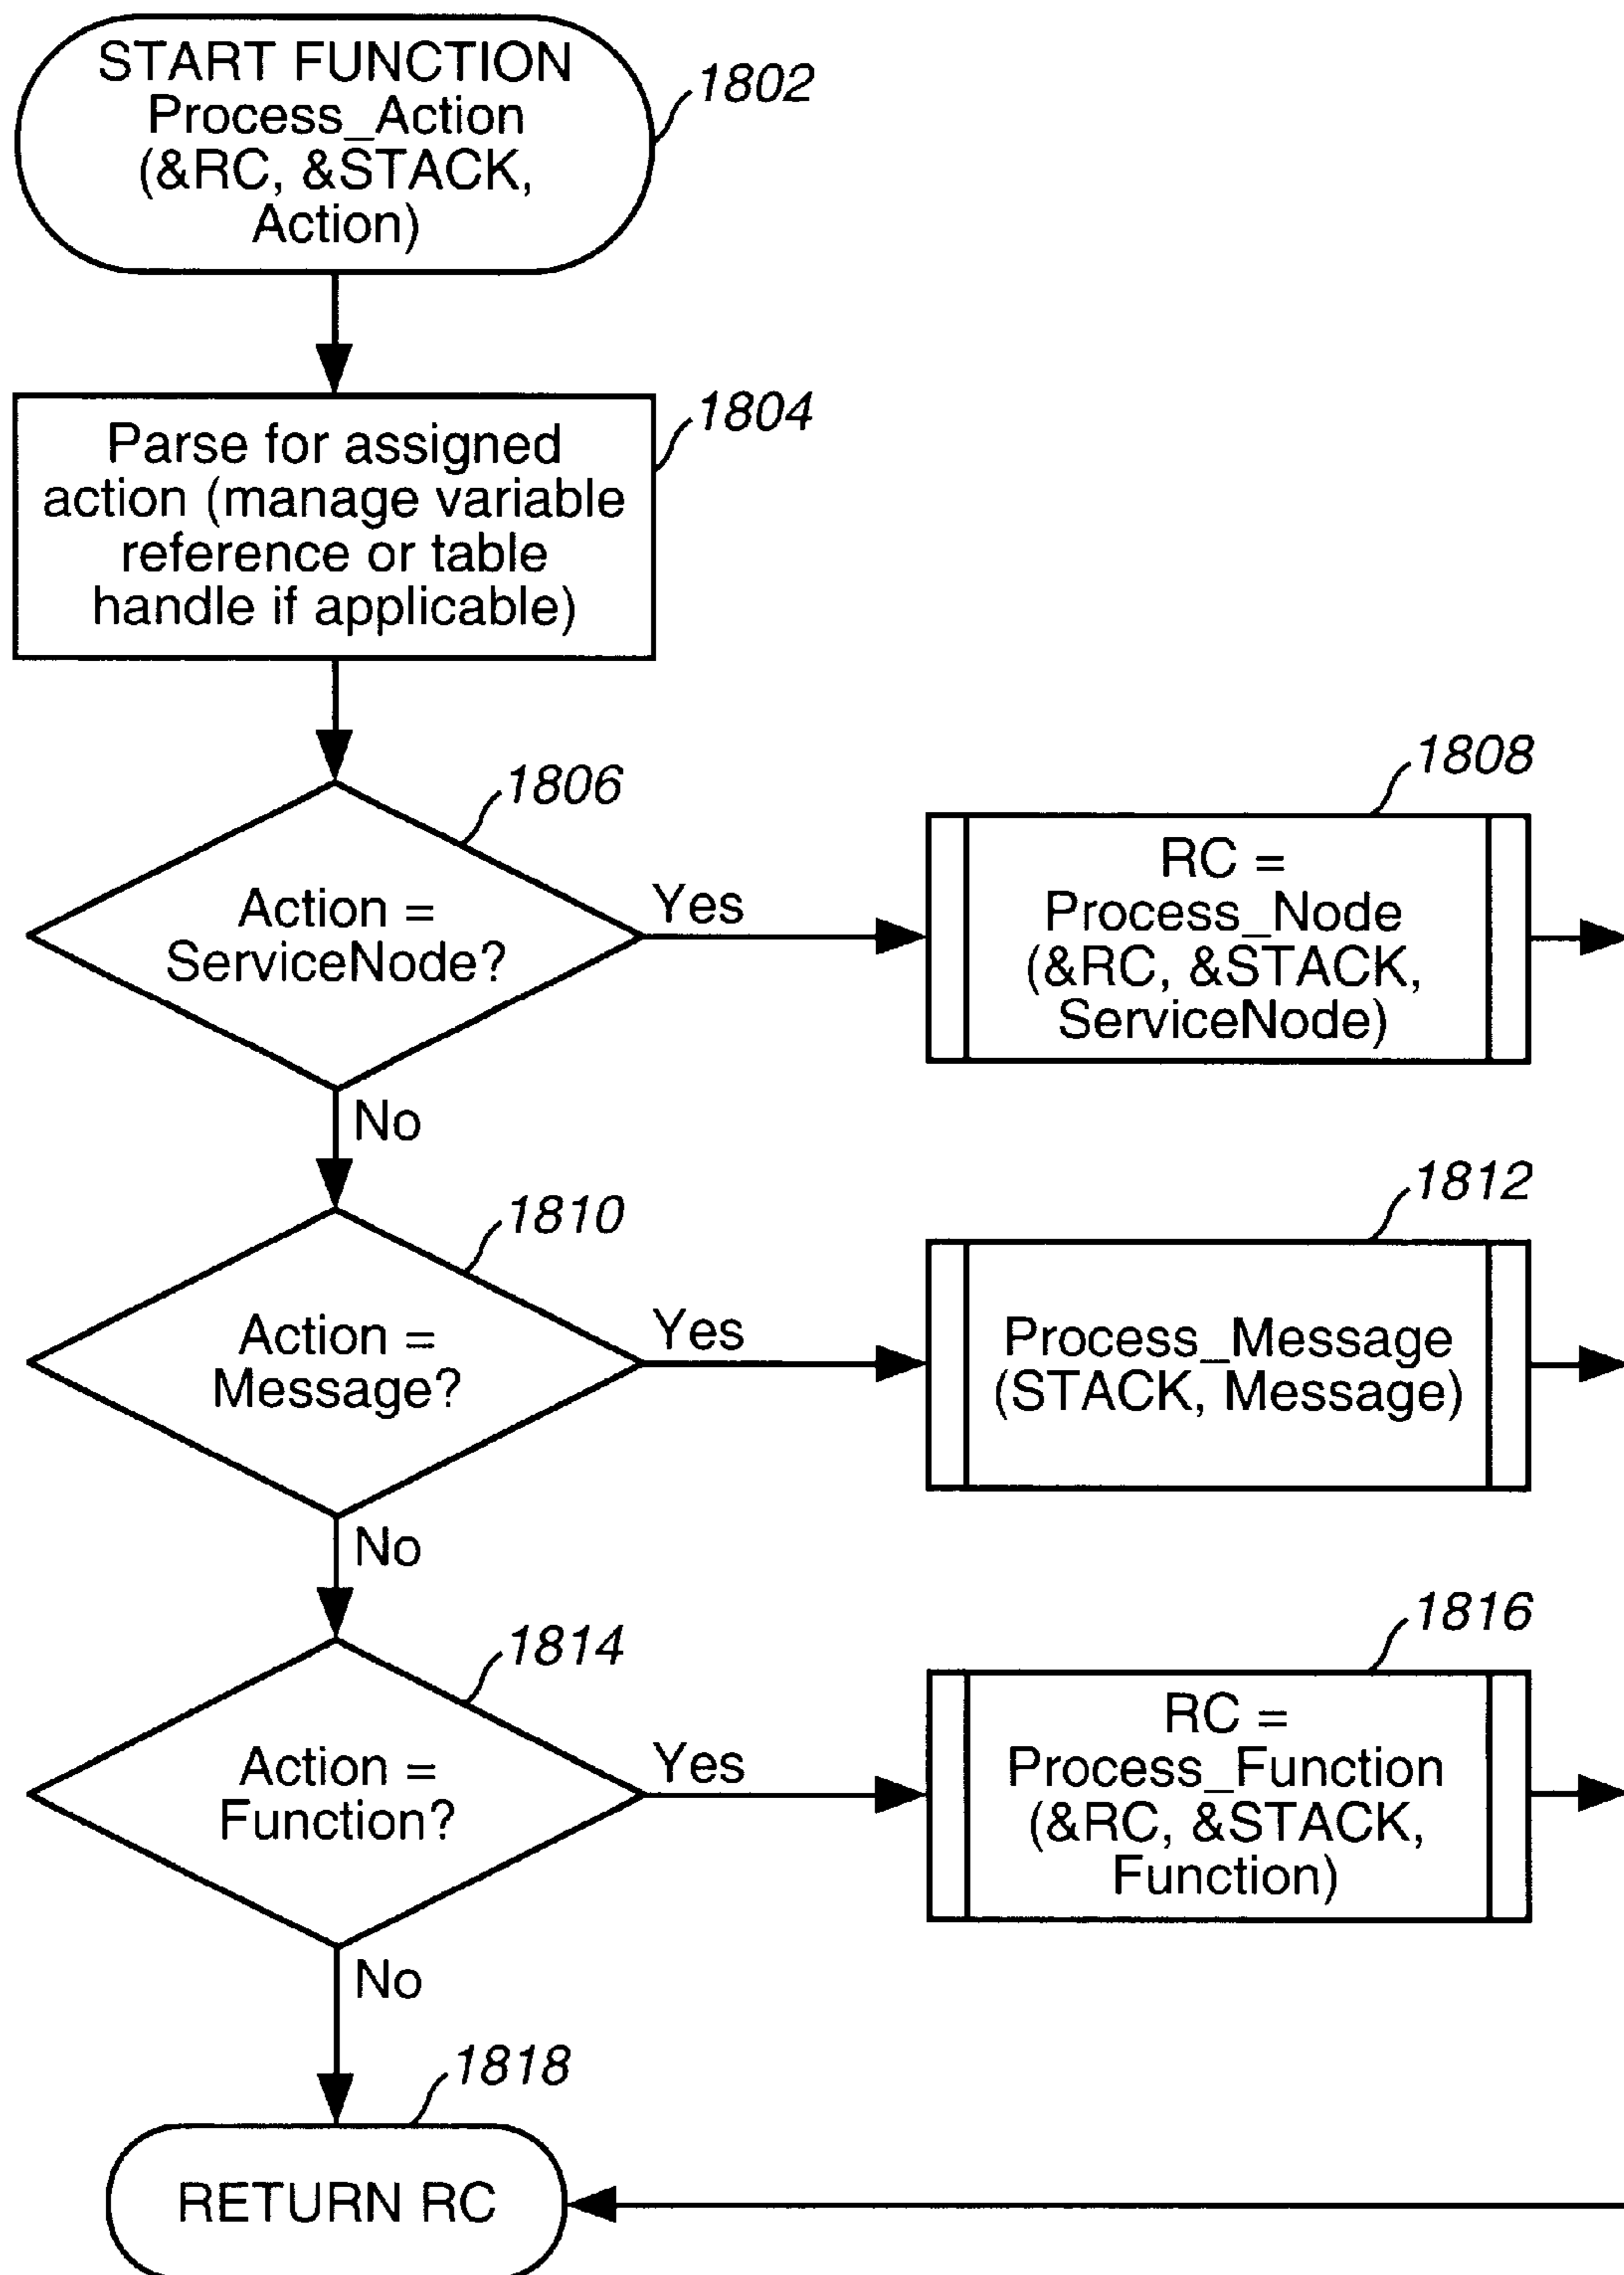 START FUNCTION
Process_Action
(&RC, &STACK,
Action)
1802
Parse for assigned
action (manage variable
reference or table
handle if applicable)
1804
1806
Action =
ServiceNode?
Yes
No
1808
RC =
Process_Node
(&RC, &STACK,
ServiceNode)
1810
Action =
Message?
Yes
No
1812
Process_Message
(STACK, Message)
1814
Action =
Function?
Yes
No
1816
RC =
Process_Function
(&RC, &STACK,
Function)
1818
RETURN RC